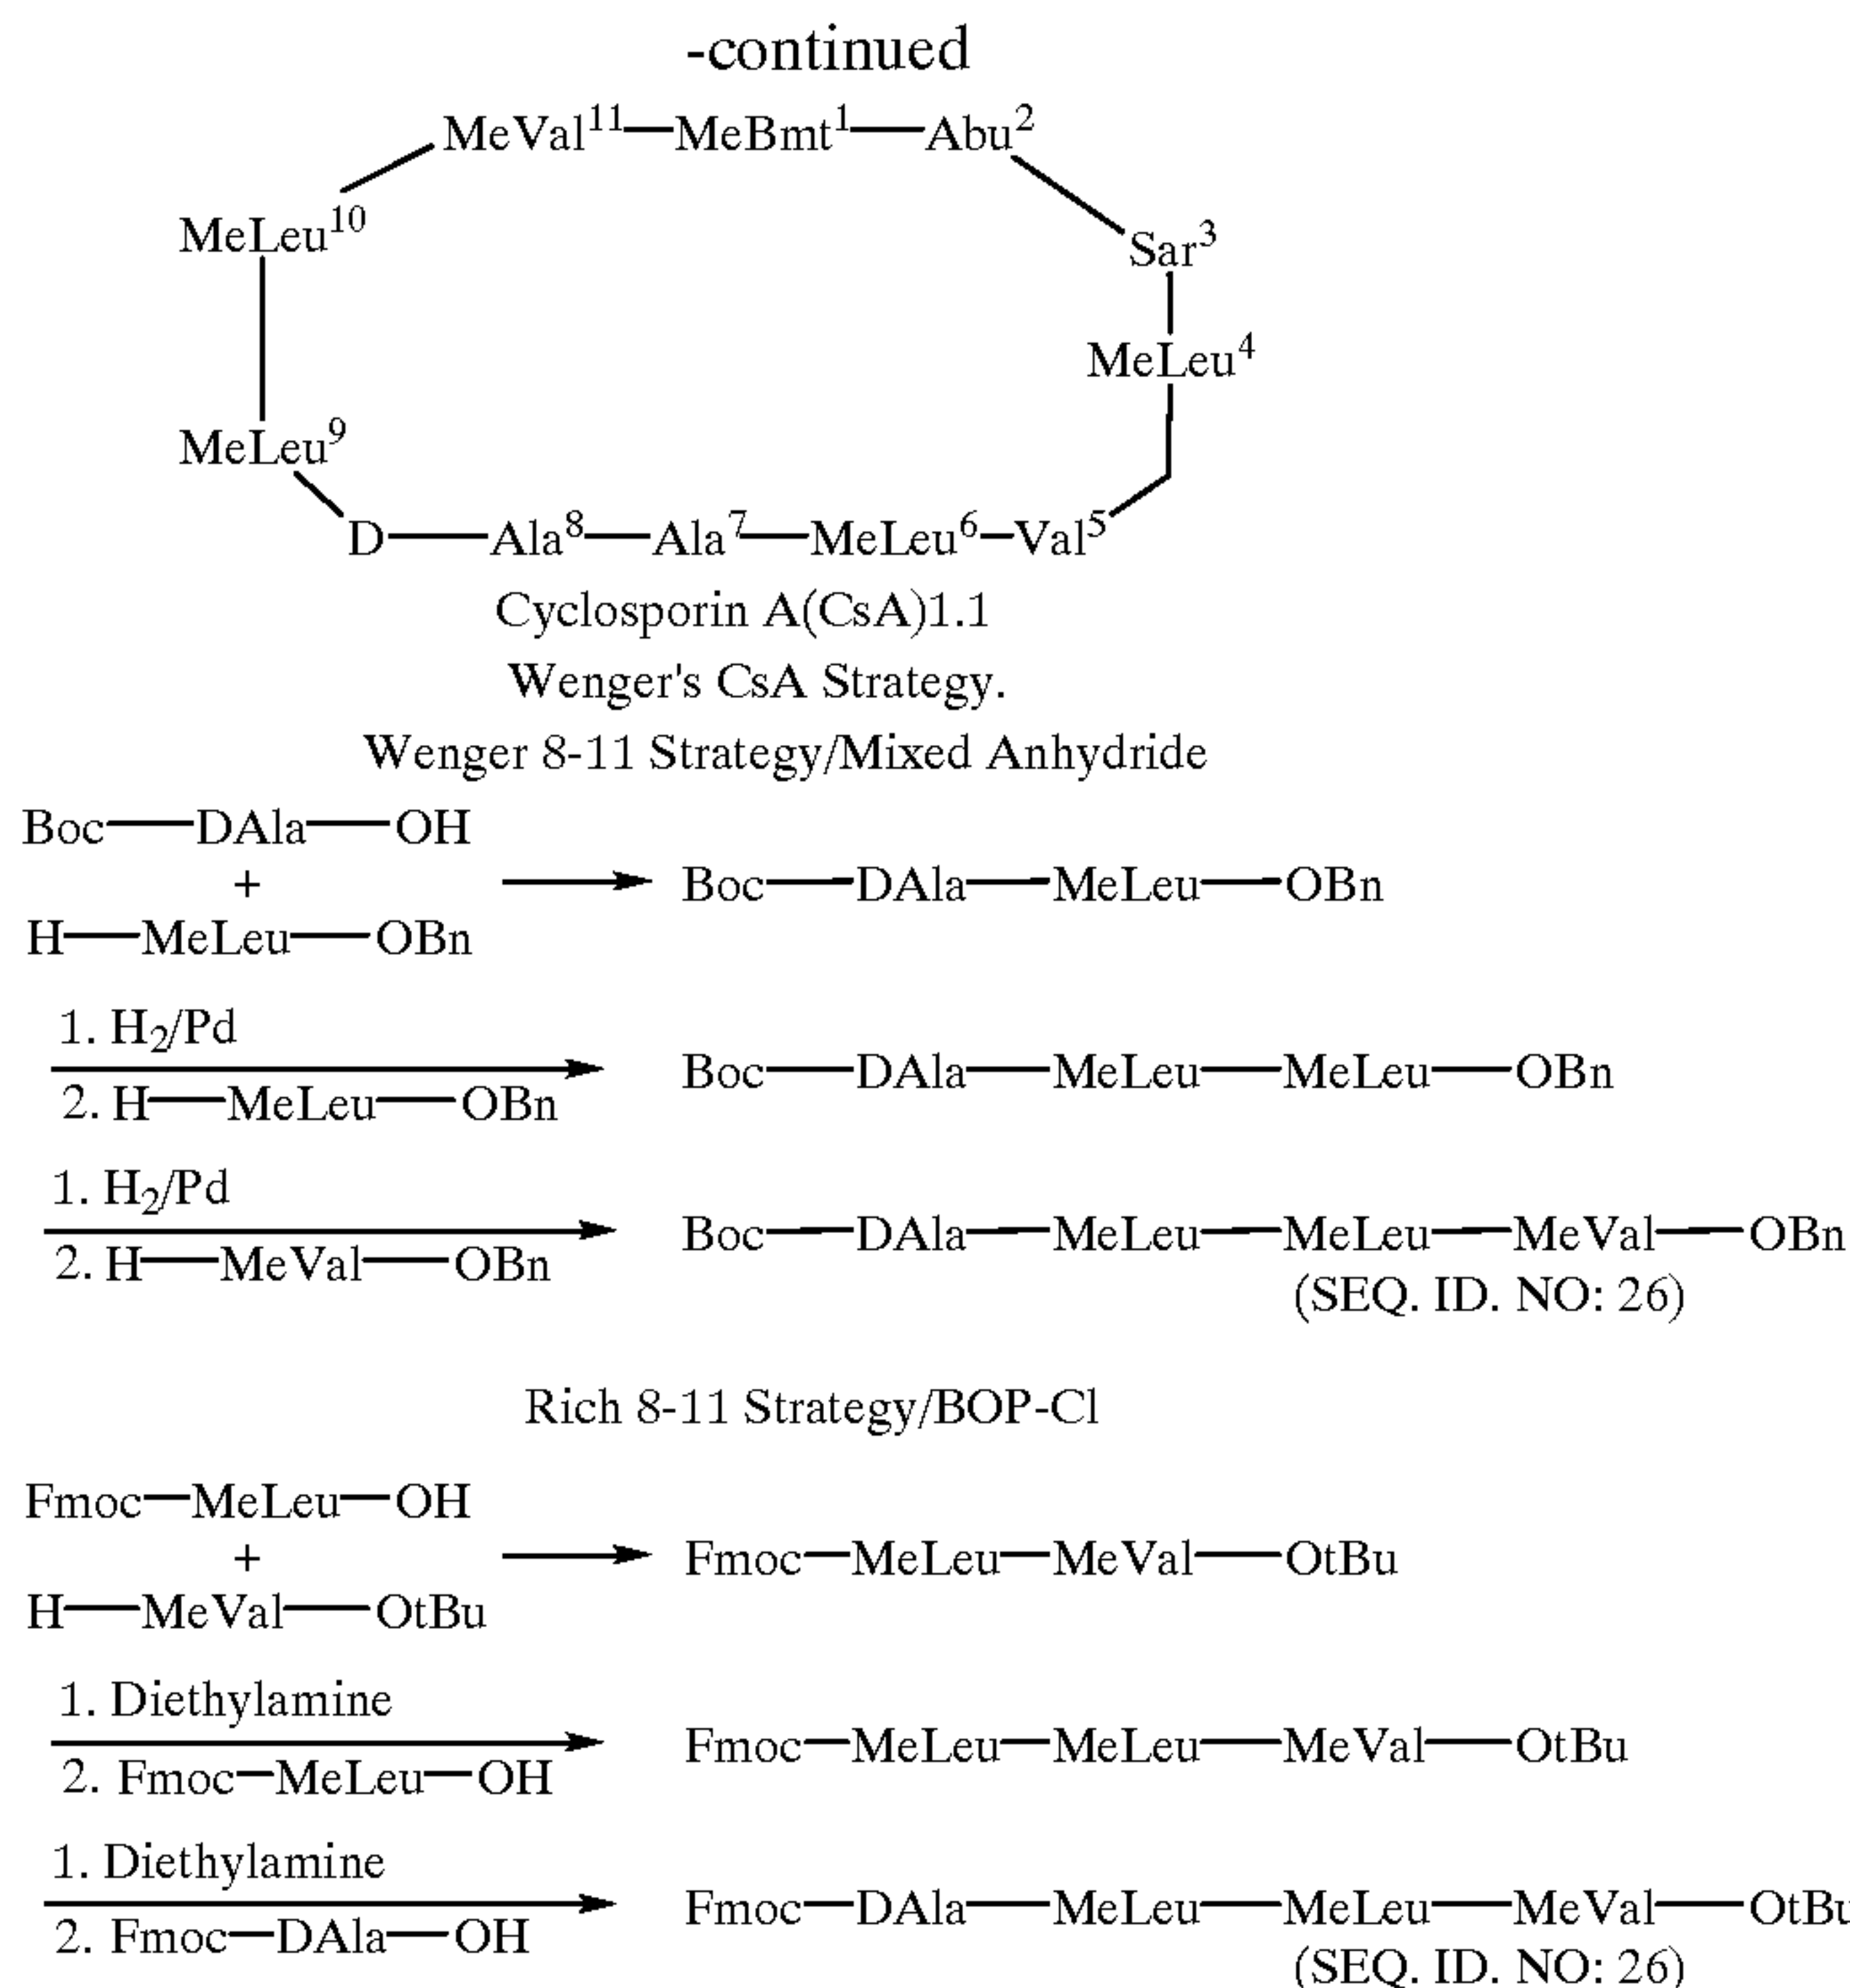 -continued
MeVal11—MeBmt1—Abu2
MeLeu10
Sar3
MeLeu4
MeLeu9
D—Ala8—Ala7—MeLeu6—Val5
Cyclosporin A(CsA)1.1
Wenger's CsA Strategy.
Wenger 8-11 Strategy/Mixed Anhydride
Boc—DAla—OH
+
H—MeLeu—OBn
Boc—DAla—MeLeu—OBn
1. H2/Pd
2. H—MeLeu—OBn
Boc—DAla—MeLeu—MeLeu—OBn
1. H2/Pd
2. H—MeVal—OBn
Boc—DAla—MeLeu—MeLeu—MeVal—OBn
(SEQ. ID. NO: 26)
Rich 8-11 Strategy/BOP-Cl
Fmoc—MeLeu—OH
+
H—MeVal—OtBu
Fmoc—MeLeu—MeVal—OtBu
1. Diethylamine
2. Fmoc—MeLeu—OH
Fmoc—MeLeu—MeLeu—MeVal—OtBu
1. Diethylamine
2. Fmoc—DAla—OH
Fmoc—DAla—MeLeu—MeLeu—MeVal—OtBu
(SEQ. ID. NO: 26)